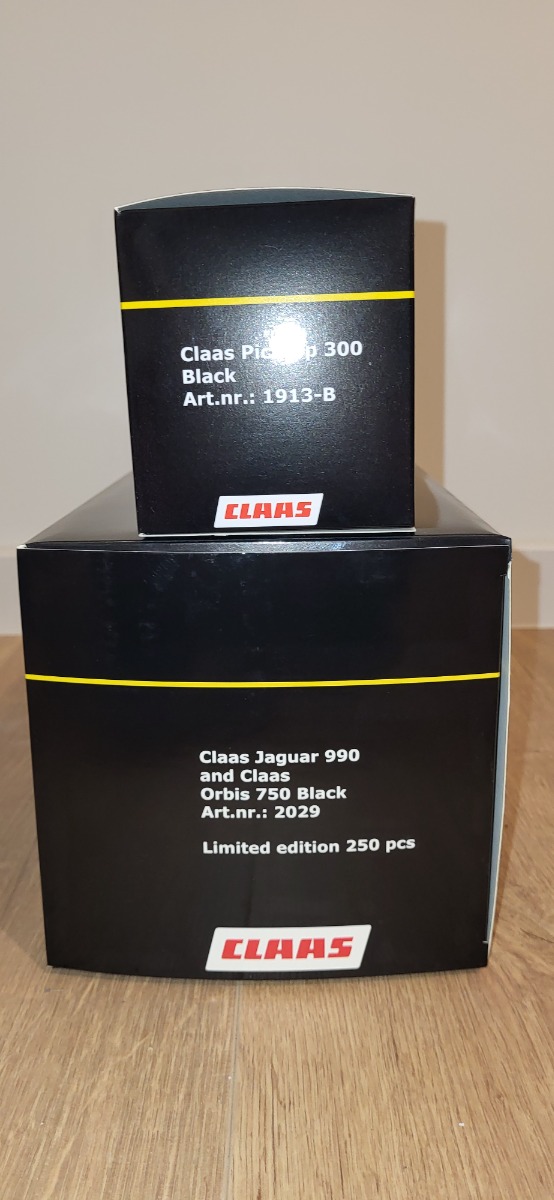 Claas 300
Black
Art.nr.: 1913-B
CLAAS
Claas Jaguar 990
and Claas
Orbis 750 Black
Art.nr.: 2029
Limited edition 250 pcs
CLAAS